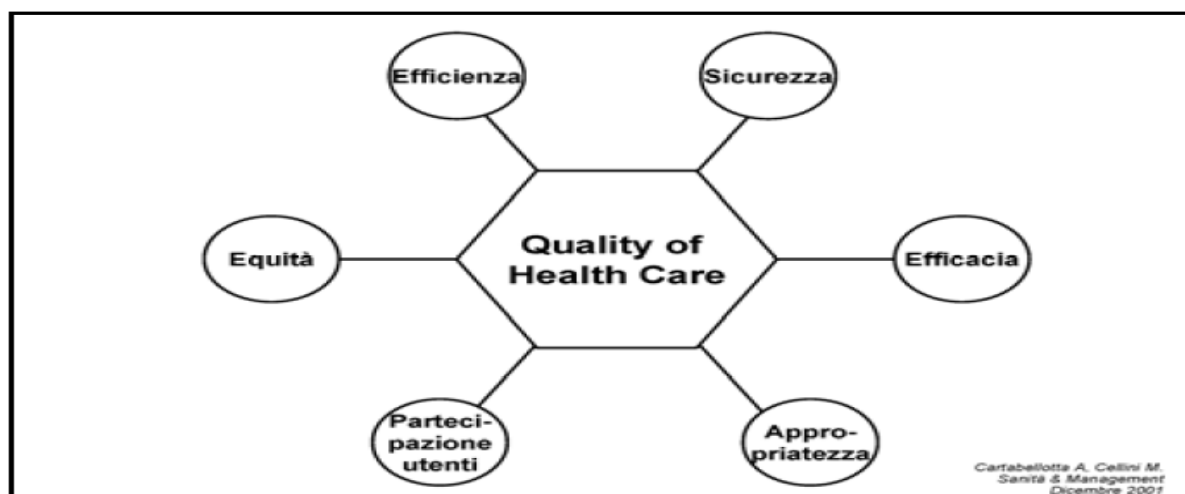 Efficienza
Sicurezza
Equità
Quality of
Health Care
Efficacia
Parteci-
pazione
utenti
Appro-
priatezza
Cartabellotta A, Cellini M.
Sanità & Management
Dicembre 2001